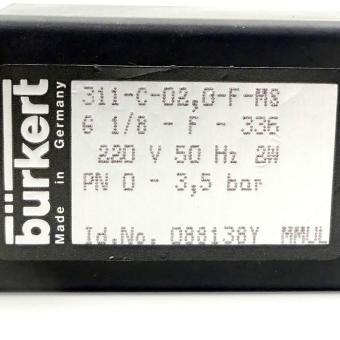 bürkert
Made in Germany
311-C-02,0-F-MS
G 1/8 - F - 336
220 V 50 Hz 2W
PN 0 - 3,5 bar
Id.No. 088138Y MMUL